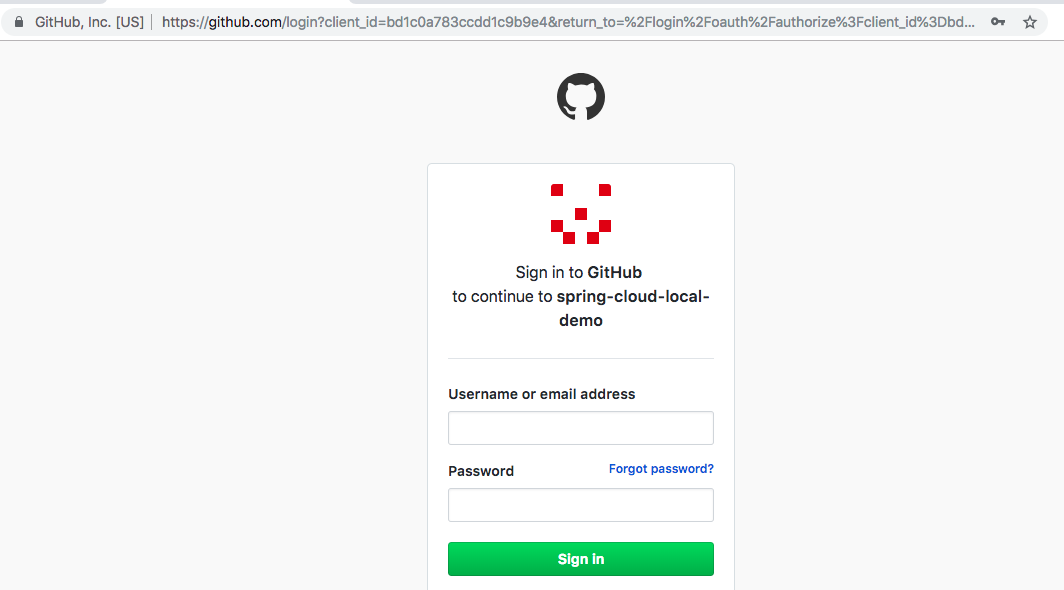 GitHub, Inc. [US] | https://github.com/login?client_id=bd1c0a783ccdd1c9b9e4&return_to=%2Flogin%2Foauth%2Fauthorize%3Fclient_id%3Dbd...
Sign in to GitHub
to continue to spring-cloud-local-
demo
Username or email address
Password Forgot password?
Sign in